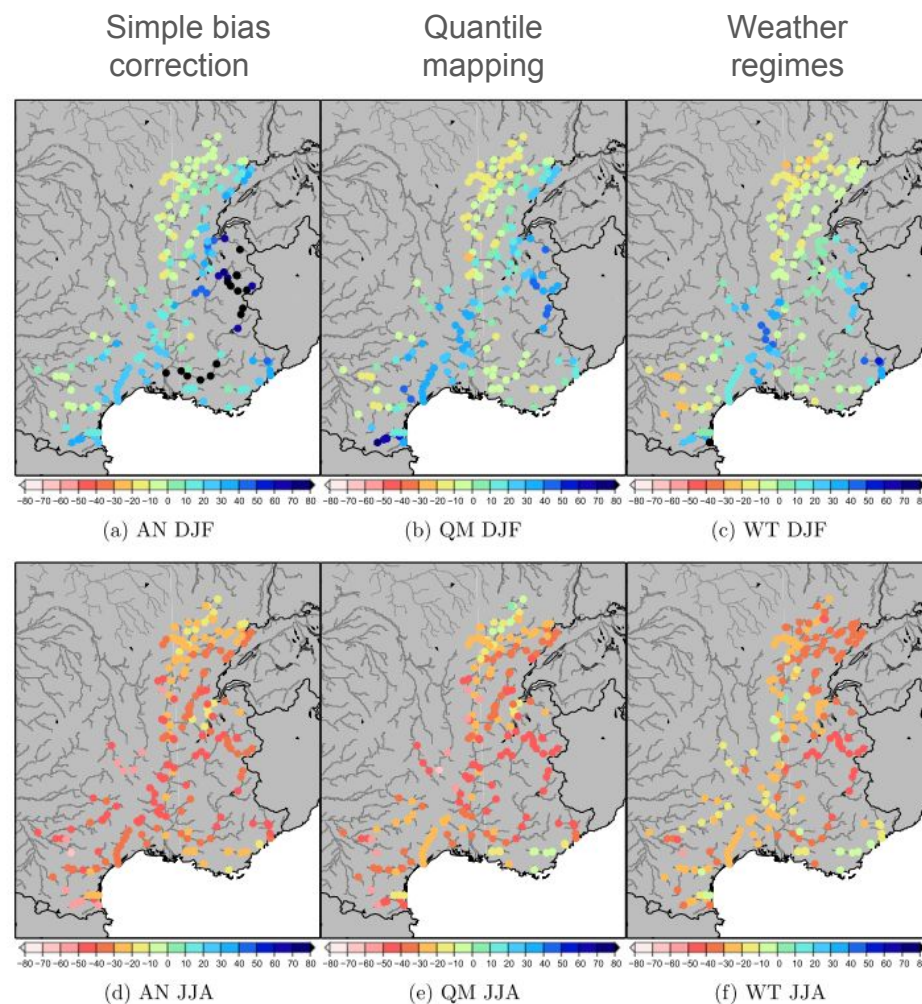 Simple bias
correction
Quantile
mapping
Weather
regimes
−80 −70 −60 −50 −40 −30 −20 −10 0 10 20 30 40 50 60 70 80
−80 −70 −60 −50 −40 −30 −20 −10 0 10 20 30 40 50 60 70 80
−80 −70 −60 −50 −40 −30 −20 −10 0 10 20 30 40 50 60 70 80
(a) AN DJF
(b) QM DJF
(c) WT DJF
−80 −70 −60 −50 −40 −30 −20 −10 0 10 20 30 40 50 60 70 80
−80 −70 −60 −50 −40 −30 −20 −10 0 10 20 30 40 50 60 70 80
−80 −70 −60 −50 −40 −30 −20 −10 0 10 20 30 40 50 60 70 80
(d) AN JJA
(e) QM JJA
(f) WT JJA